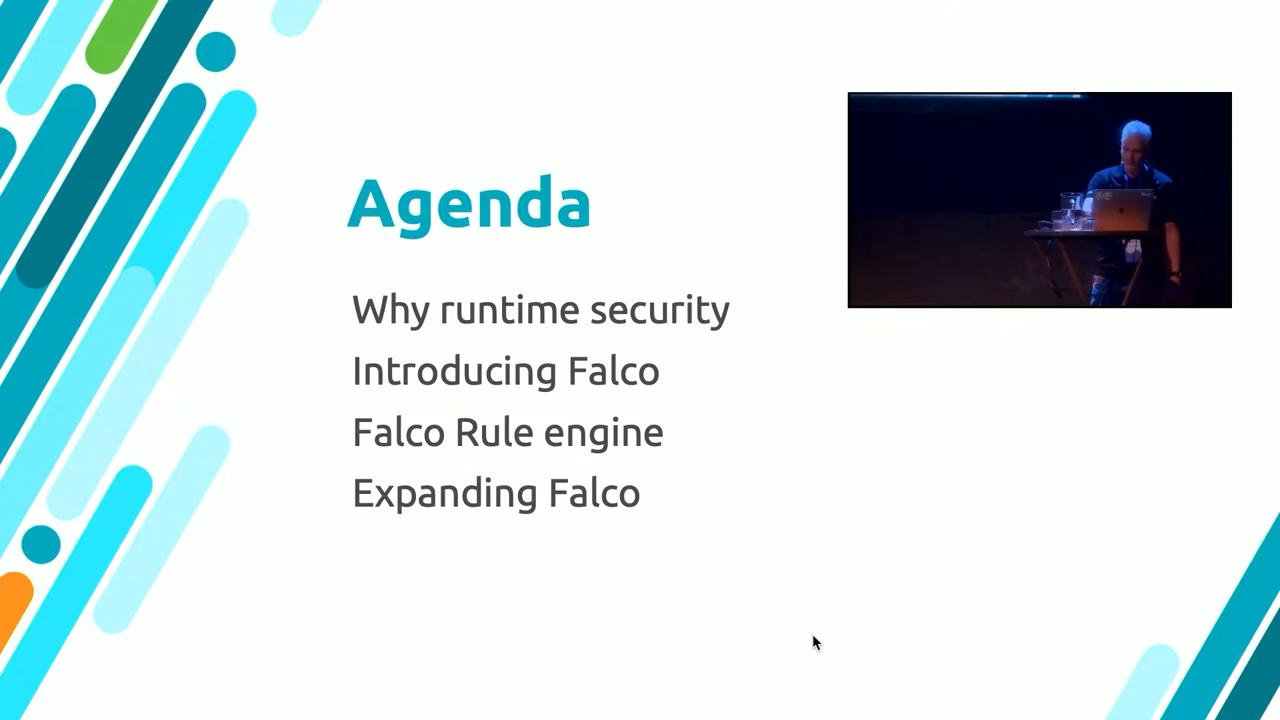 Agenda
Why runtime security
Introducing Falco
Falco Rule engine
Expanding Falco